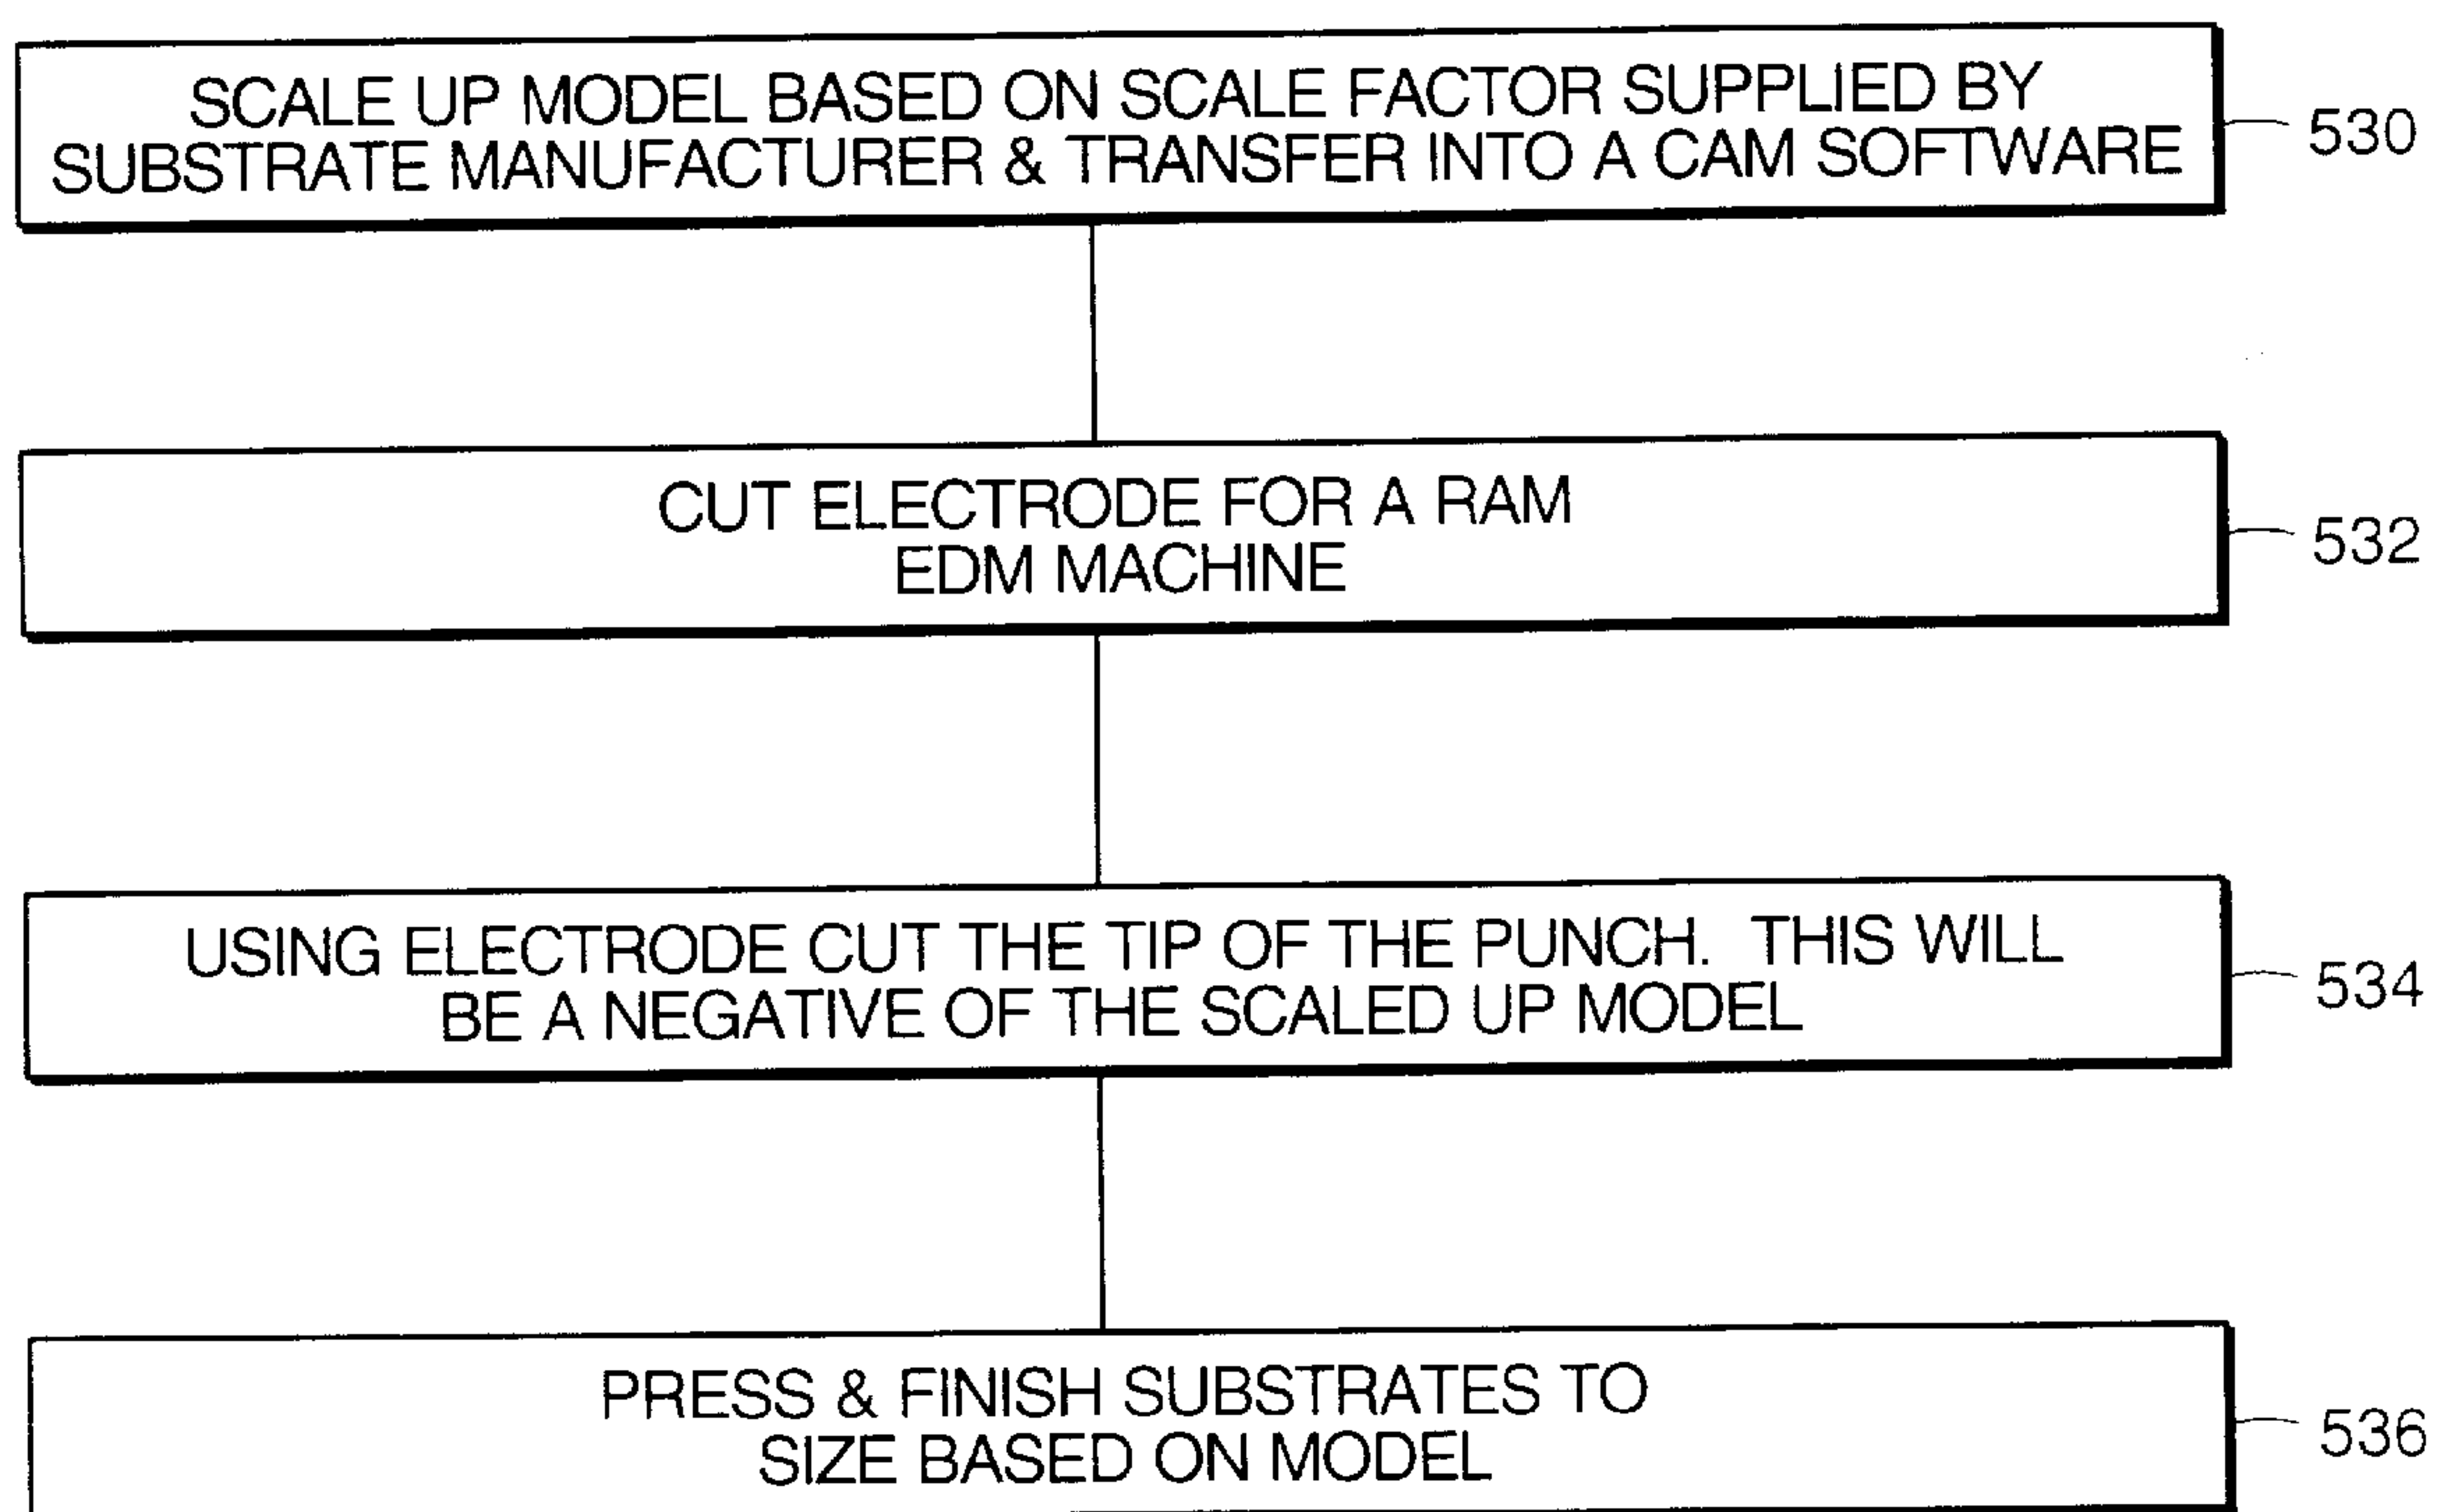 SCALE UP MODEL BASED ON SCALE FACTOR SUPPLIED BY
SUBSTRATE MANUFACTURER & TRANSFER INTO A CAM SOFTWARE
530
CUT ELECTRODE FOR A RAM
EDM MACHINE
532
USING ELECTRODE CUT THE TIP OF THE PUNCH. THIS WILL
BE A NEGATIVE OF THE SCALED UP MODEL
534
PRESS & FINISH SUBSTRATES TO
SIZE BASED ON MODEL
536